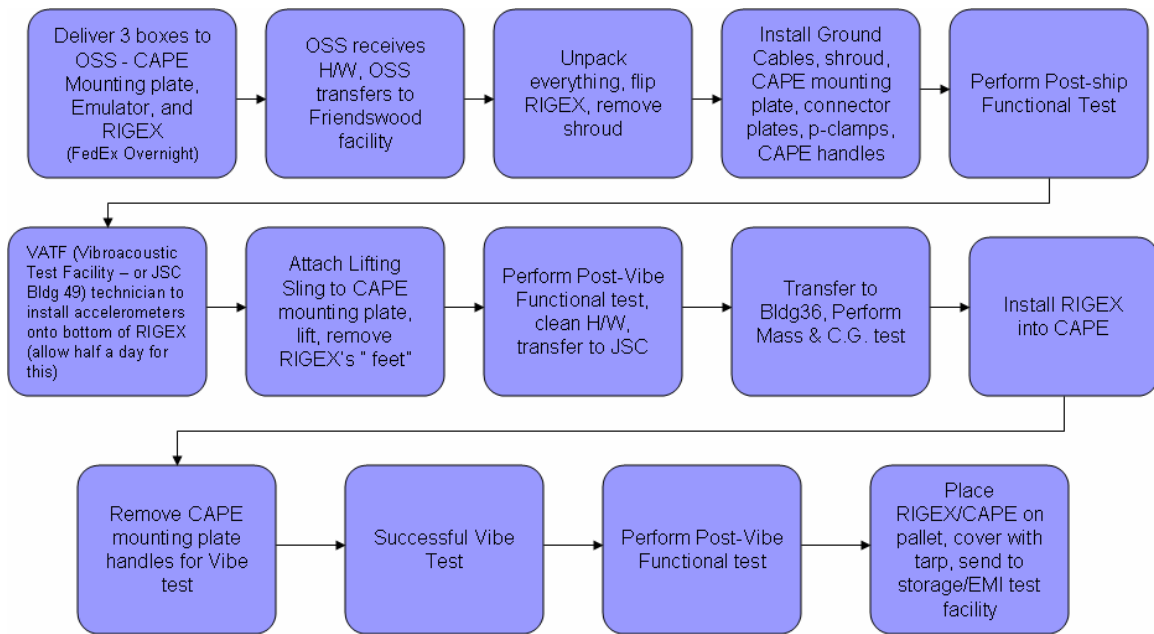 Deliver 3 boxes to
OSS - CAPE
Mounting plate,
Emulator, and
RIGEX
(FedEx Overnight)
OSS receives
H/W, OSS
transfers to
Friendswood
facility
Unpack
everything, flip
RIGEX, remove
shroud
Install Ground
Cables, shroud,
CAPE mounting
plate, connector
plates, p-clamps,
CAPE handles
Perform Post-ship
Functional Test
VATF (Vibroacoustic
Test Facility – or JSC
Bldg 49) technician to
install accelerometers
onto bottom of RIGEX
(allow half a day for
this)
Attach Lifting
Sling to CAPE
mounting plate,
lift, remove
RIGEX's " feet"
Perform Post-Vibe
Functional test,
clean H/W,
transfer to JSC
Transfer to
Bldg36, Perform
Mass & C.G. test
Install RIGEX
into CAPE
Remove CAPE
mounting plate
handles for Vibe
test
Successful Vibe
Test
Perform Post-Vibe
Functional test
Place
RIGEX/CAPE on
pallet, cover with
tarp, send to
storage/EMI test
facility